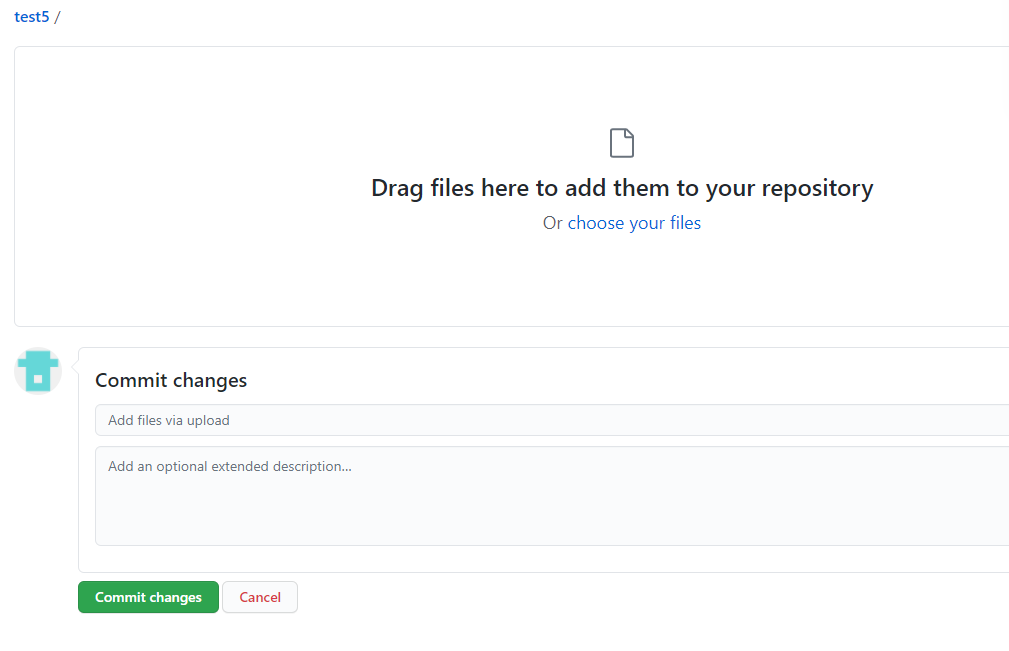 test5 /
Drag files here to add them to your repository
Or choose your files
Commit changes
Add files via upload
Add an optional extended description...
Commit changes Cancel